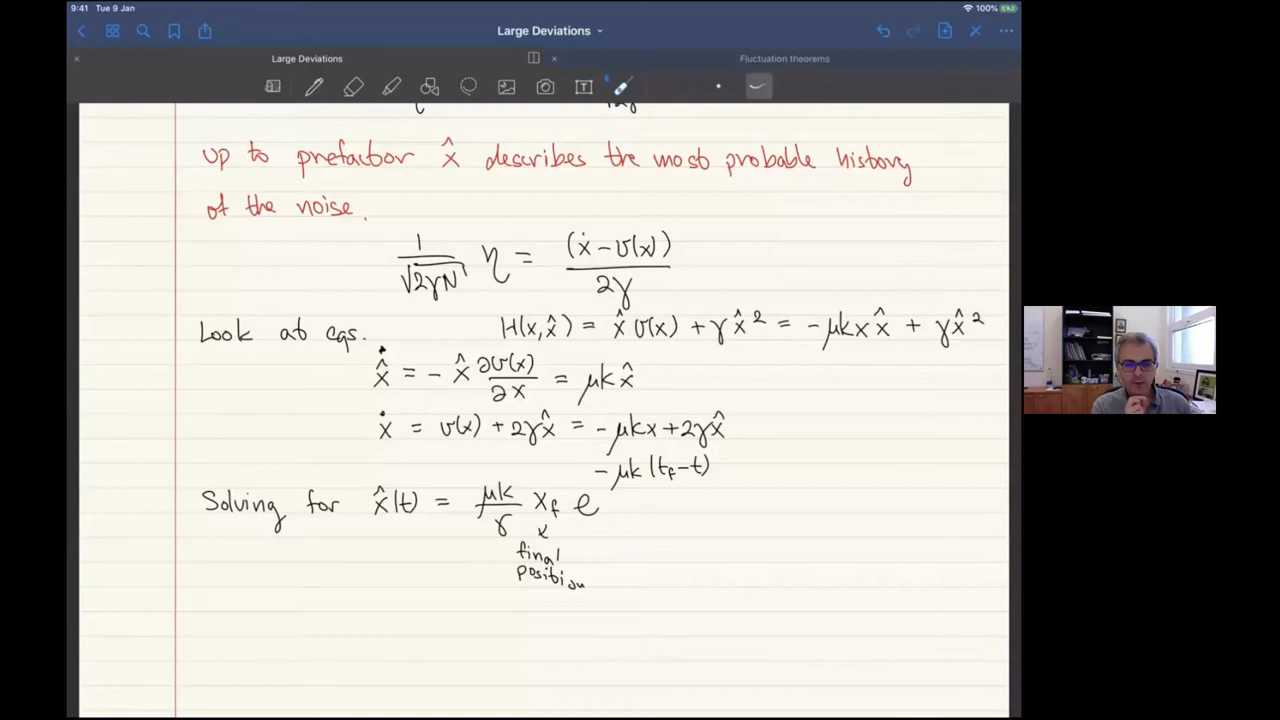 9:41 Tue 9 Jan
100%
Large Deviations
Large Deviations
Fluctuation theorems
up to prefactor x̂ describes the most probable history
of the noise.
1/√2γN η = (ẋ − v(x))/2γ
Look at eqs. H(x, x̂) = x̂ v(x) + γ x̂² = −μkx x̂ + γ x̂²
x̂̇ = − x̂ ∂v(x)/∂x = μk x̂
ẋ = v(x) + 2γx̂ = −μkx + 2γx̂
Solving for x̂(t) = μk/γ x_f e^{−μk(t_f−t)}
final
position